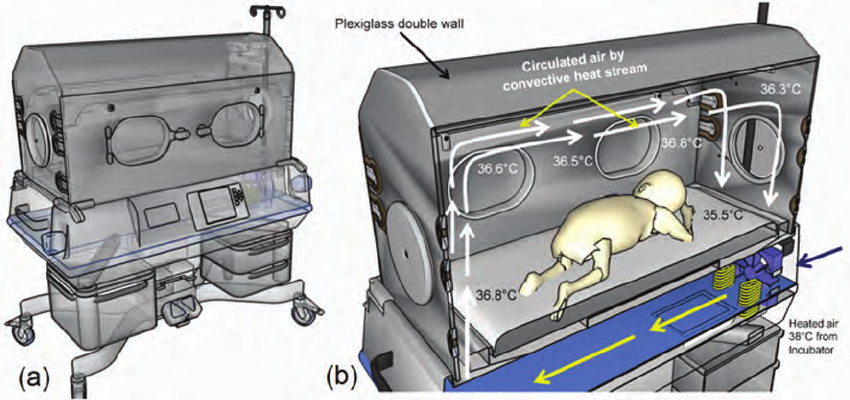 Plexiglass double wall
Circulated air by
convective heat stream
36.3°C
36.6°C
36.5°C
36.8°C
35.5°C
36.8°C
Heated air
38°C from
Incubator
(a)
(b)